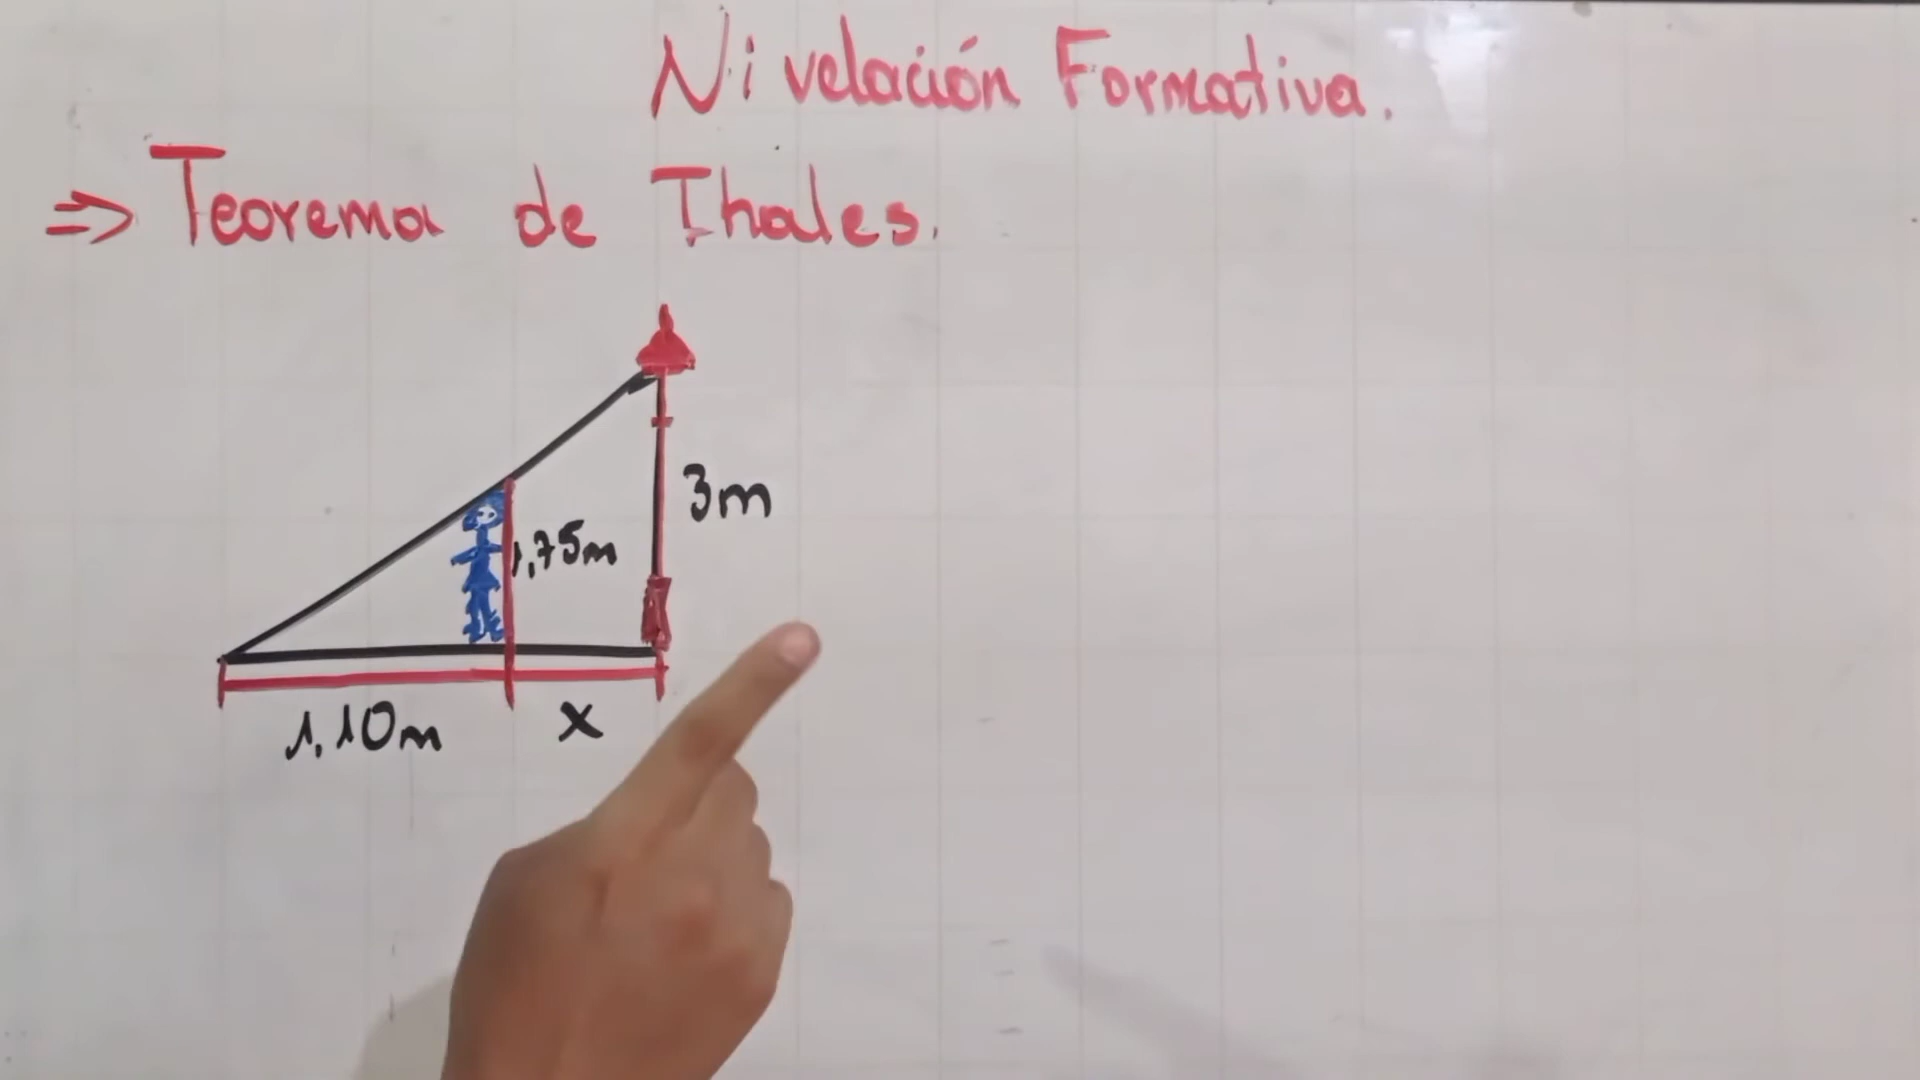 Nivelación Formativa.
⇒ Teorema de Thales.
3m
1,75m
1,10m x